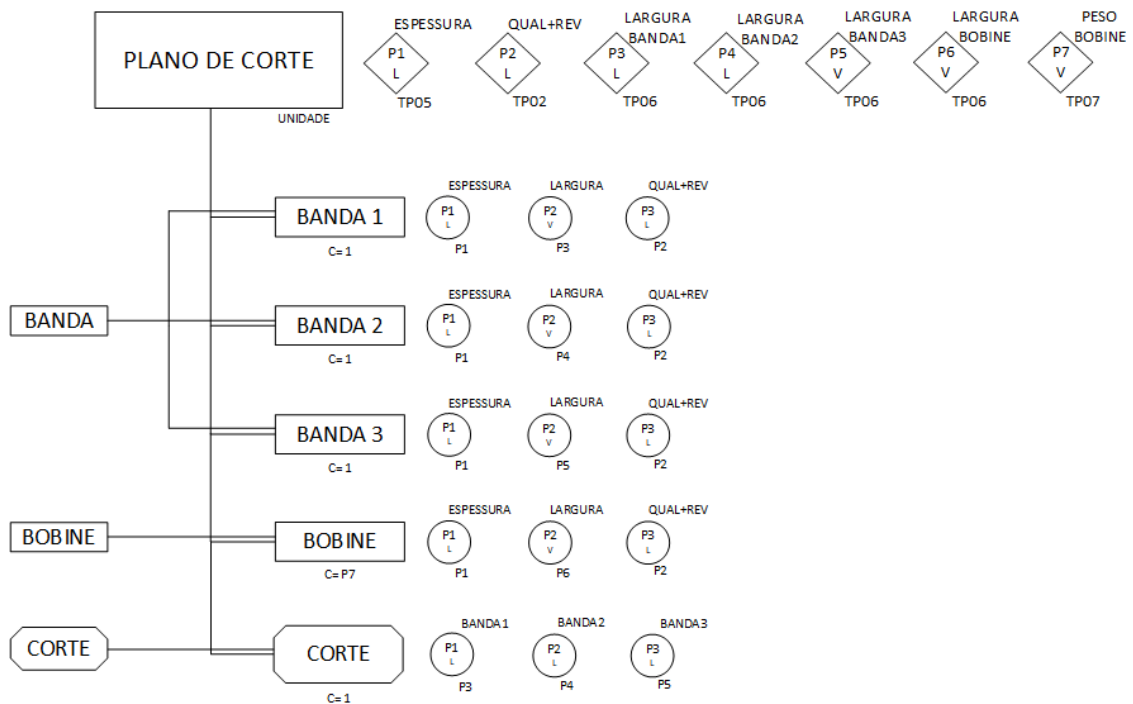 ESPESSURA
QUAL+REV
LARGURA
BANDA1
LARGURA
BANDA2
LARGURA
BANDA3
LARGURA
BOBINE
PESO
BOBINE
PLANO DE CORTE
P1
L
P2
L
P3
L
P4
L
P5
V
P6
V
P7
V
TP05
TP02
TP06
TP06
TP06
TP06
TP07
UNIDADE
ESPESSURA
LARGURA
QUAL+REV
BANDA 1
P1
L
P2
V
P3
L
C= 1
P1
P3
P2
ESPESSURA
LARGURA
QUAL+REV
BANDA
BANDA 2
P1
L
P2
V
P3
L
C= 1
P1
P4
P2
ESPESSURA
LARGURA
QUAL+REV
BANDA 3
P1
L
P2
V
P3
L
C= 1
P1
P5
P2
ESPESSURA
LARGURA
QUAL+REV
BOBINE
BOBINE
P1
L
P2
V
P3
L
C= P7
P1
P6
P2
BANDA1
BANDA2
BANDA3
CORTE
CORTE
P1
L
P2
L
P3
L
C= 1
P3
P4
P5